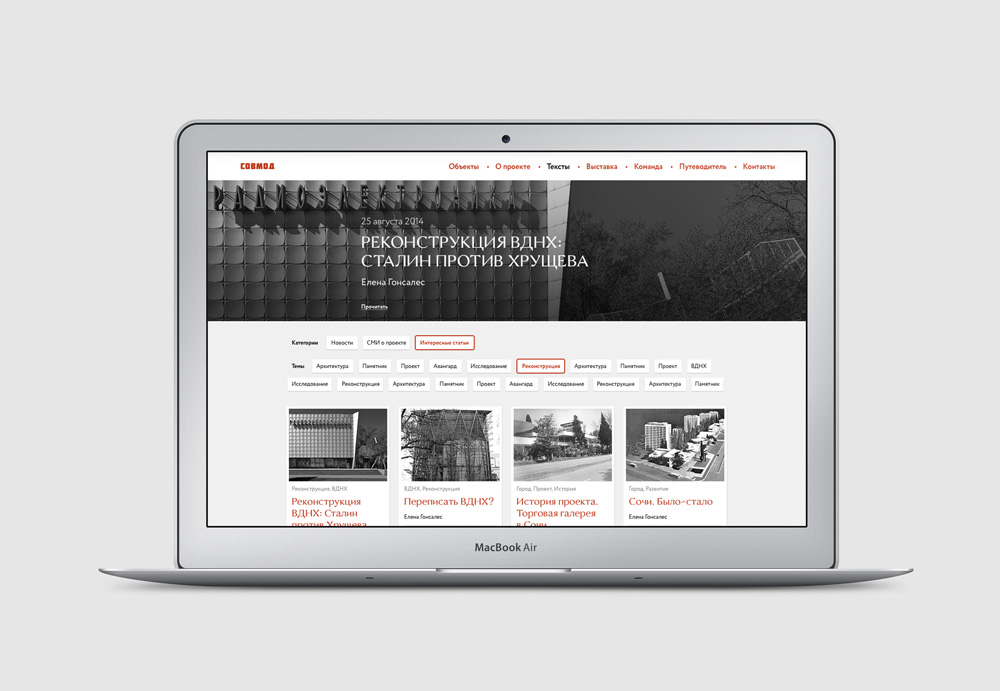 СОВМОД
Объекты • О проекте • Тексты • Выставка • Команда • Путеводитель • Контакты
РАДИОЭЛЕКТРОНИКА
25 августа 2014
РЕКОНСТРУКЦИЯ ВДНХ:
СТАЛИН ПРОТИВ ХРУЩЕВА
Елена Гонсалес
Прочитать
Категории Новости СМИ о проекте Интересные статьи
Темы Архитектура Памятник Проект Авангард Исследование Реконструкция Архитектура Памятник Проект ВДНХ
Исследование Реконструкция Архитектура Памятник Проект Авангард Исследование Реконструкция Архитектура Памятник
Реконструкция, ВДНХ
Реконструкция
ВДНХ: Сталин
против Хрущева
ВДНХ, Реконструкция
Переписать ВДНХ?
Елена Гонсалес
Город, Проект, История
История проекта.
Торговая галерея
в Сочи
Город, Развитие
Сочи. Было-стало
Елена Гонсалес
MacBook Air